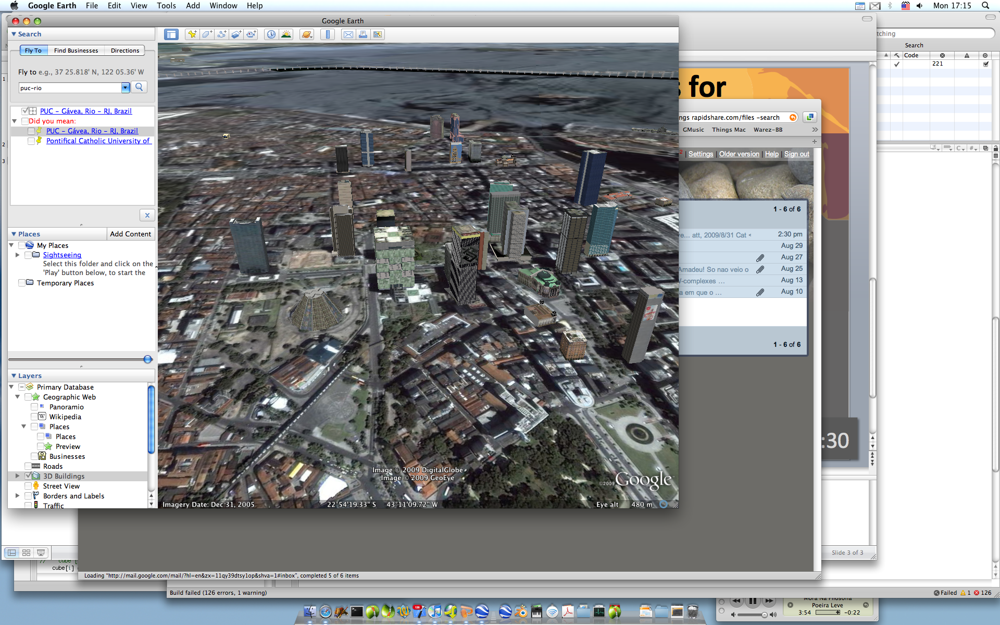 Google Earth File Edit View Tools Add Window Help
Mon 17:15
Google Earth
Search
Fly To Find Businesses Directions
Fly to e.g., 37 25.818' N, 122 05.36' W
puc-rio
PUC - Gávea, Rio - RJ, Brazil
Did you mean:
PUC - Gávea, Rio - RJ, Brazil
Pontifical Catholic University of
Places
Add Content
My Places
Sightseeing
Select this folder and click on the
'Play' button below, to start the
Temporary Places
Layers
Primary Database
Geographic Web
Panoramio
Wikipedia
Places
Places
Preview
Businesses
Roads
3D Buildings
Street View
Borders and Labels
Traffic
Image © 2009 DigitalGlobe
Image © 2009 GeoEye
©2009 Google
Imagery Date: Dec 31, 2005
22°54'19.33" S 43°11'09.72" W
Eye alt 480 m
tching
Search
Code
221
1
2
3
s for
ngs rapidshare.com/files -search
GMusic Things Mac Warez-BB
2 | Settings | Older version | Help | Sign out
1 - 6 of 6
ve... att, 2009/8/31 Cat < 2:30 pm
Aug 29
Aug 27
Amadeu! So nao veio o Aug 25
/-complexes ... Aug 13
a em que o ... Aug 10
1 - 6 of 6
:30
Slide 3 of 3
// cube [
cube[i] =
Loading "http://mail.google.com/mail/?hl=en&zx=11qy39dtsy1op&shva=1#inbox", completed 5 of 6 items
Build failed (126 errors, 1 warning)
Failed 1 126
Mora Na Filosofia
Poeira Leve
3:54 -0:22